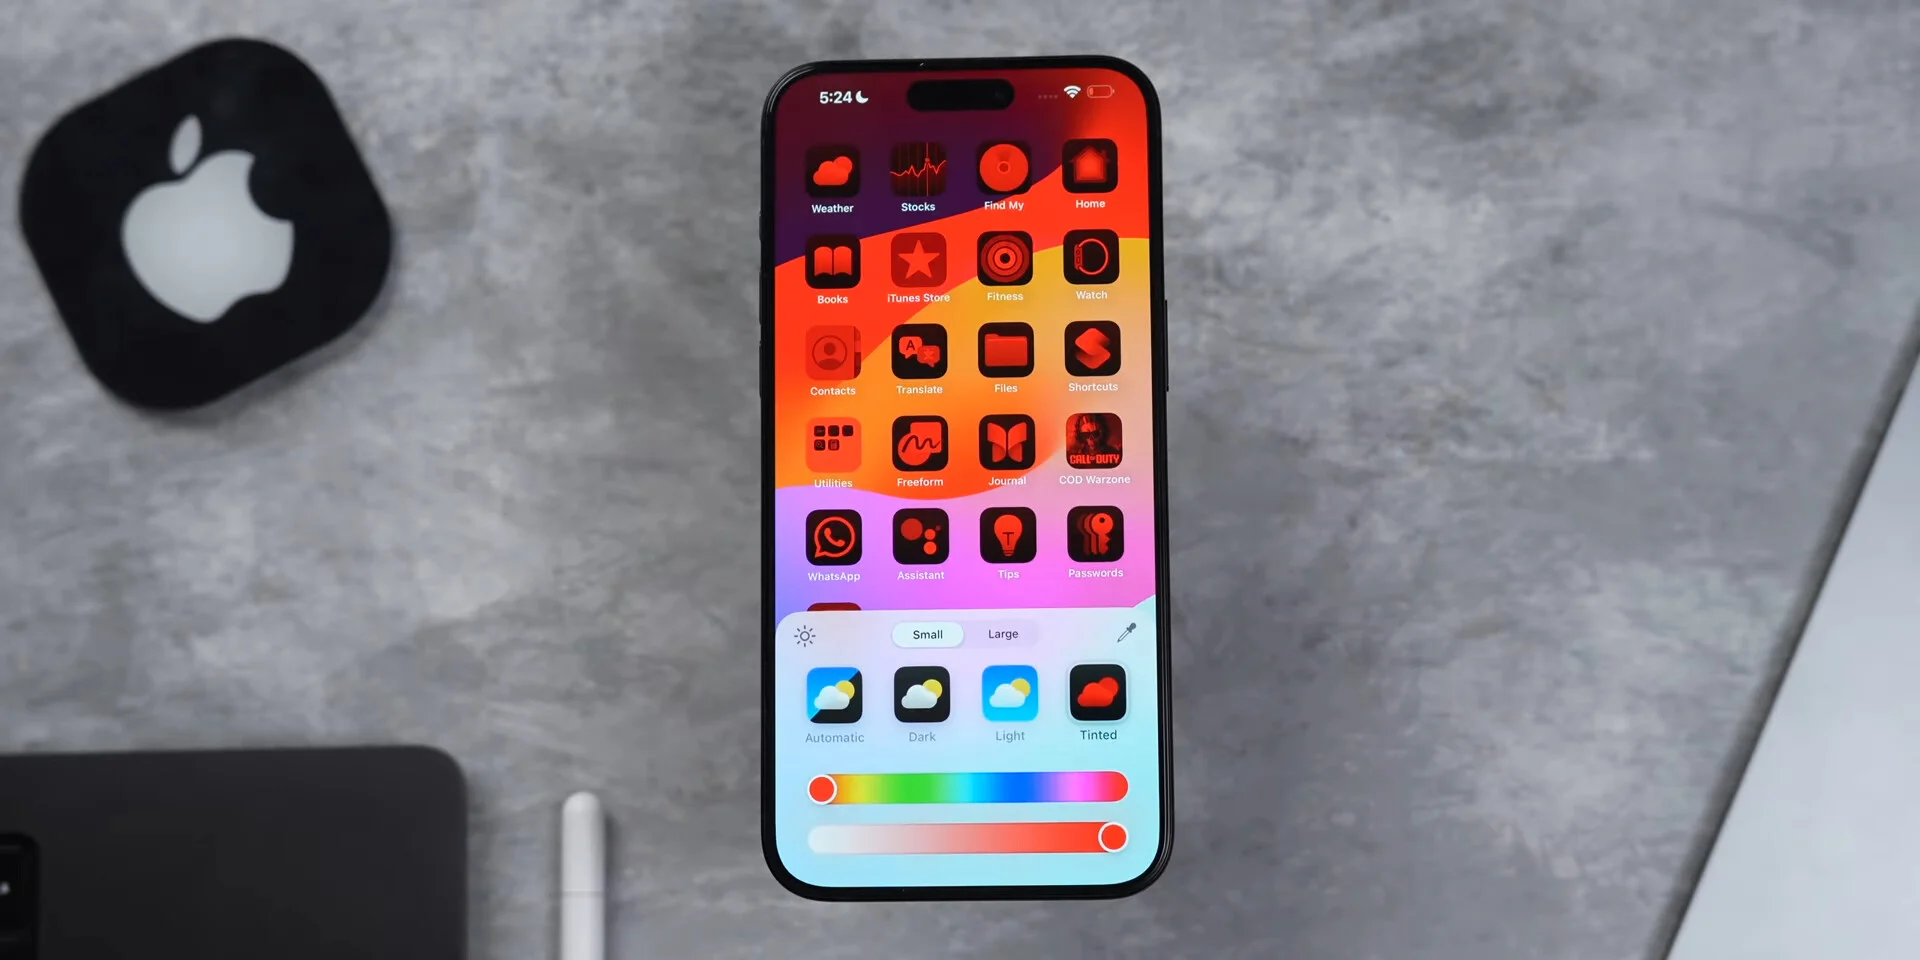 5:24
Weather Stocks Find My Home
Books iTunes Store Fitness Watch
Contacts Translate Files Shortcuts
Utilities Freeform Journal COD Warzone
CALL OF DUTY
WhatsApp Assistant Tips Passwords
Small Large
Automatic Dark Light Tinted